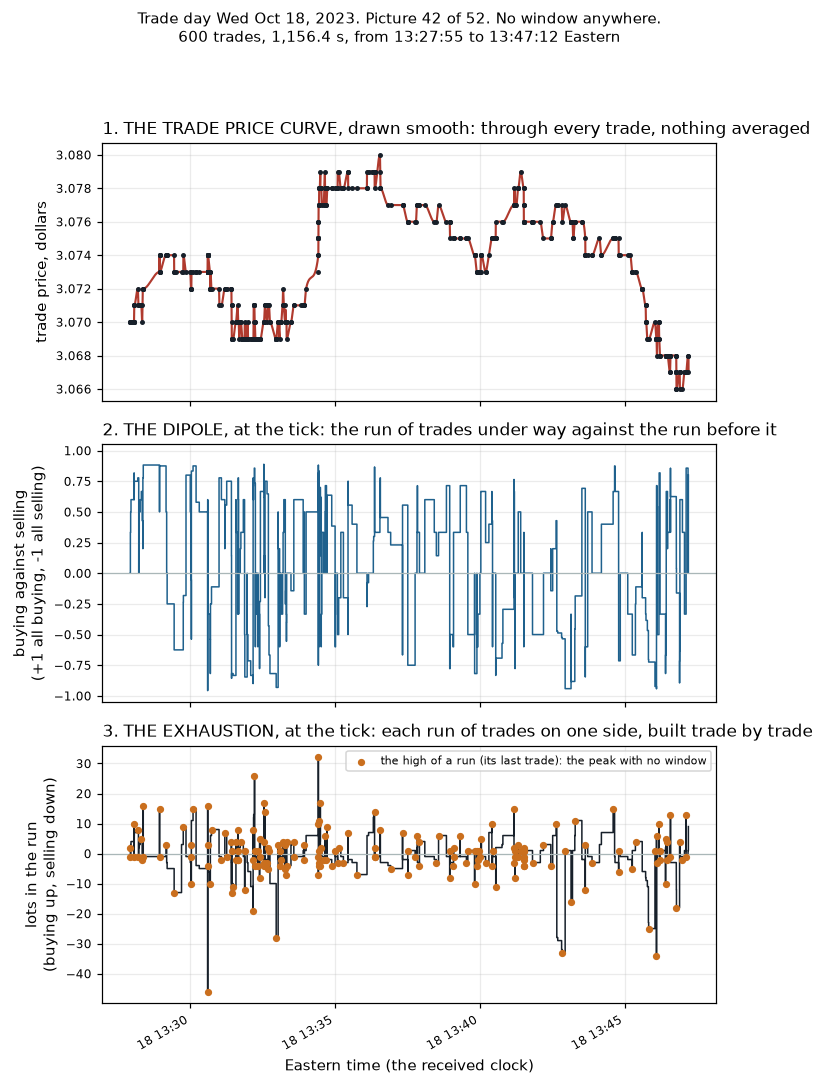 Trade day Wed Oct 18, 2023. Picture 42 of 52. No window anywhere.
600 trades, 1,156.4 s, from 13:27:55 to 13:47:12 Eastern
1. THE TRADE PRICE CURVE, drawn smooth: through every trade, nothing averaged
trade price, dollars
3.080
3.078
3.076
3.074
3.072
3.070
3.068
3.066
2. THE DIPOLE, at the tick: the run of trades under way against the run before it
buying against selling
(+1 all buying, -1 all selling)
1.00
0.75
0.50
0.25
0.00
−0.25
−0.50
−0.75
−1.00
3. THE EXHAUSTION, at the tick: each run of trades on one side, built trade by trade
the high of a run (its last trade): the peak with no window
lots in the run
(buying up, selling down)
30
20
10
0
−10
−20
−30
−40
18 13:30
18 13:35
18 13:40
18 13:45
Eastern time (the received clock)